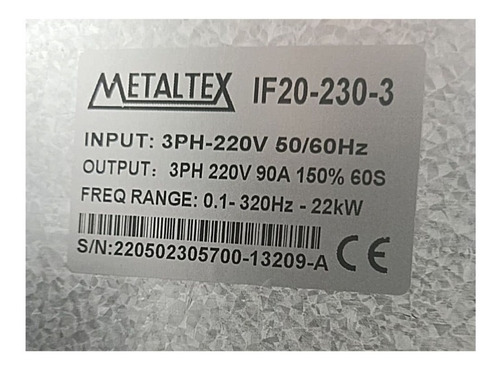 METALTEX IF20-230-3
INPUT: 3PH-220V 50/60Hz
OUTPUT: 3PH 220V 90A 150% 60S
FREQ RANGE: 0.1- 320Hz - 22kW
S/N:220502305700-13209-A CE